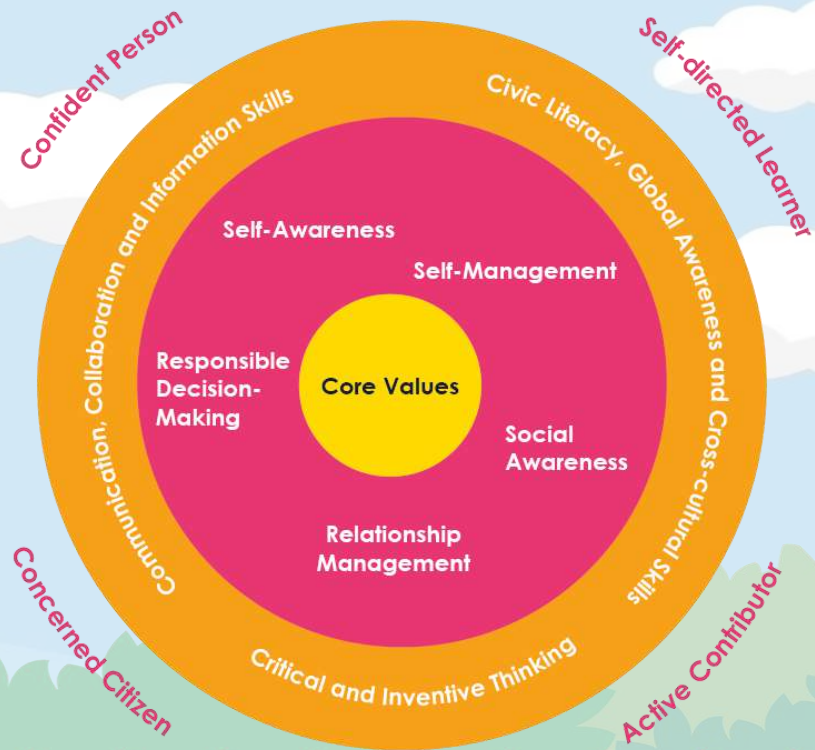 Confident Person
Self-directed Learner
Communication, Collaboration and Information Skills
Civic Literacy, Global Awareness and Cross-cultural Skills
Self-Awareness
Self-Management
Responsible
Decision-
Making
Core Values
Social
Awareness
Relationship
Management
Critical and Inventive Thinking
Concerned Citizen
Active Contributor